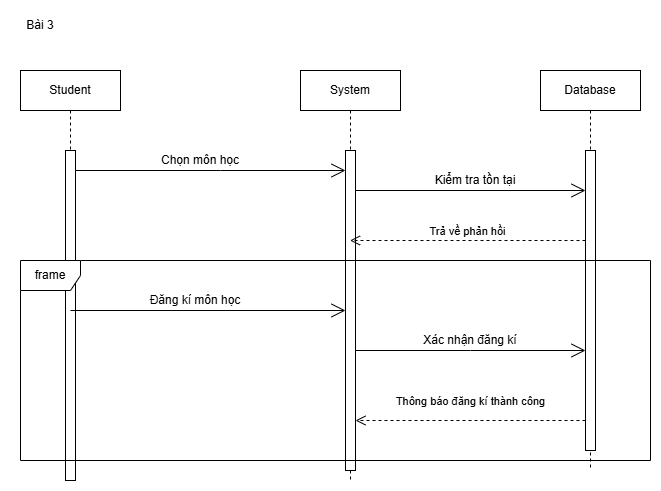 Bài 3
Student
System
Database
Chọn môn học
Kiểm tra tồn tại
Trả về phản hồi
frame
Đăng kí môn học
Xác nhận đăng kí
Thông báo đăng kí thành công